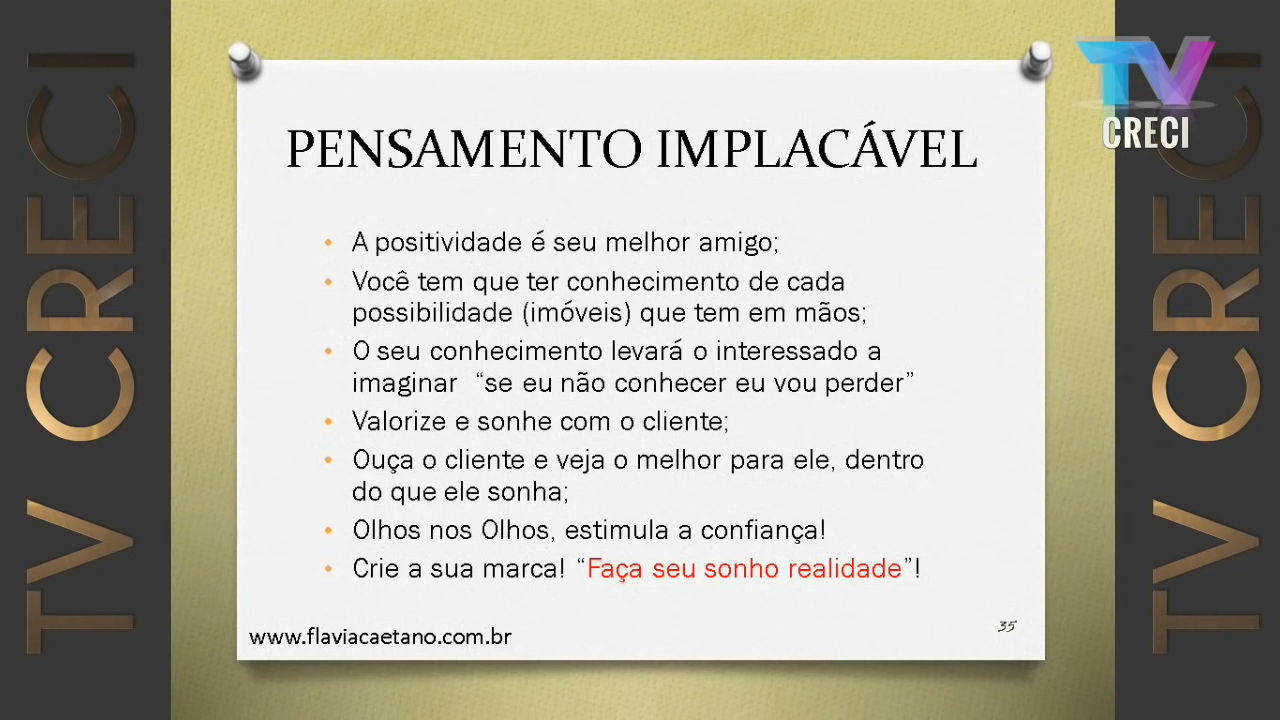 TV CRECI
TV
CRECI
PENSAMENTO IMPLACÁVEL
• A positividade é seu melhor amigo;
• Você tem que ter conhecimento de cada
possibilidade (imóveis) que tem em mãos;
• O seu conhecimento levará o interessado a
imaginar “se eu não conhecer eu vou perder”
• Valorize e sonhe com o cliente;
• Ouça o cliente e veja o melhor para ele, dentro
do que ele sonha;
• Olhos nos Olhos, estimula a confiança!
• Crie a sua marca! “Faça seu sonho realidade”!
www.flaviacaetano.com.br
35
TV CRECI